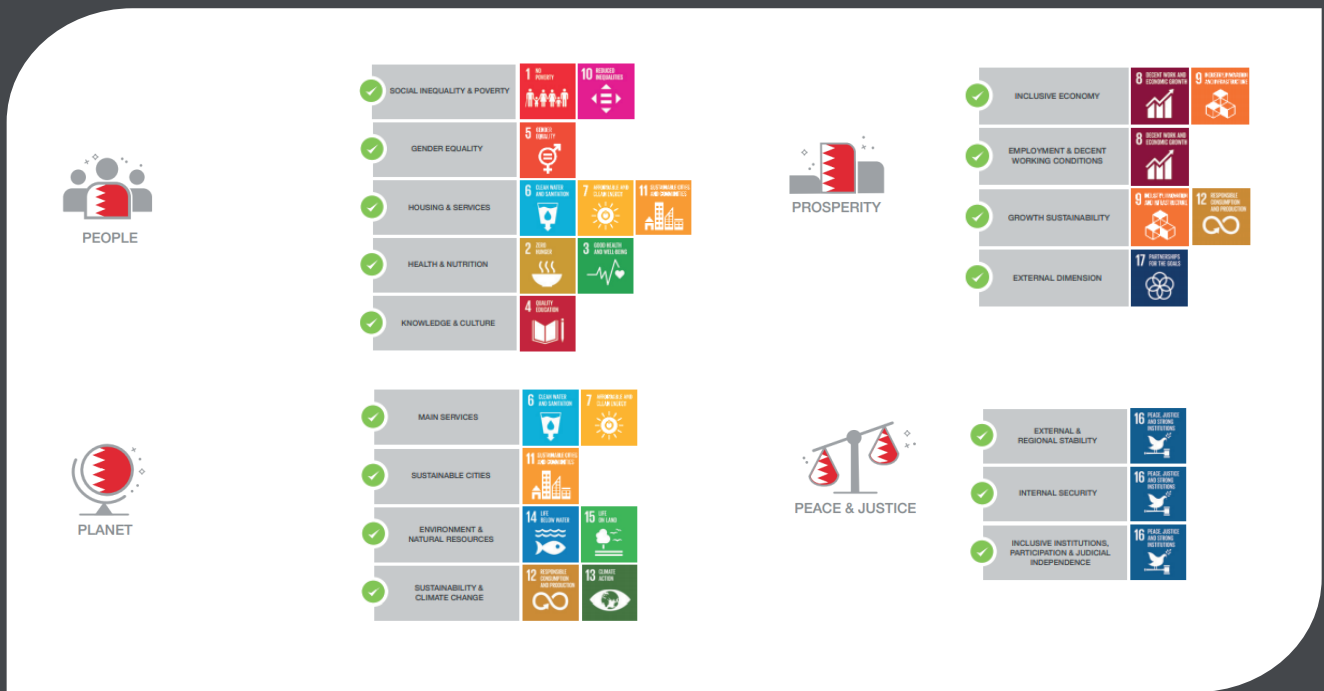 PEOPLE
SOCIAL INEQUALITY & POVERTY
1 NO
POVERTY
10 REDUCED
INEQUALITIES
GENDER EQUALITY
5 GENDER
EQUALITY
HOUSING & SERVICES
6 CLEAN WATER
AND SANITATION
7 AFFORDABLE AND
CLEAN ENERGY
11 SUSTAINABLE CITIES
AND COMMUNITIES
HEALTH & NUTRITION
2 ZERO
HUNGER
3 GOOD HEALTH
AND WELL-BEING
KNOWLEDGE & CULTURE
4 QUALITY
EDUCATION
PROSPERITY
INCLUSIVE ECONOMY
8 DECENT WORK AND
ECONOMIC GROWTH
9 INDUSTRY, INNOVATION
AND INFRASTRUCTURE
EMPLOYMENT & DECENT
WORKING CONDITIONS
8 DECENT WORK AND
ECONOMIC GROWTH
GROWTH SUSTAINABILITY
9 INDUSTRY, INNOVATION
AND INFRASTRUCTURE
12 RESPONSIBLE
CONSUMPTION
AND PRODUCTION
EXTERNAL DIMENSION
17 PARTNERSHIPS
FOR THE GOALS
PLANET
MAIN SERVICES
6 CLEAN WATER
AND SANITATION
7 AFFORDABLE AND
CLEAN ENERGY
SUSTAINABLE CITIES
11 SUSTAINABLE CITIES
AND COMMUNITIES
ENVIRONMENT &
NATURAL RESOURCES
14 LIFE
BELOW WATER
15 LIFE
ON LAND
SUSTAINABILITY &
CLIMATE CHANGE
12 RESPONSIBLE
CONSUMPTION
AND PRODUCTION
13 CLIMATE
ACTION
PEACE & JUSTICE
EXTERNAL &
REGIONAL STABILITY
16 PEACE, JUSTICE
AND STRONG
INSTITUTIONS
INTERNAL SECURITY
16 PEACE, JUSTICE
AND STRONG
INSTITUTIONS
INCLUSIVE INSTITUTIONS,
PARTICIPATION & JUDICIAL
INDEPENDENCE
16 PEACE, JUSTICE
AND STRONG
INSTITUTIONS